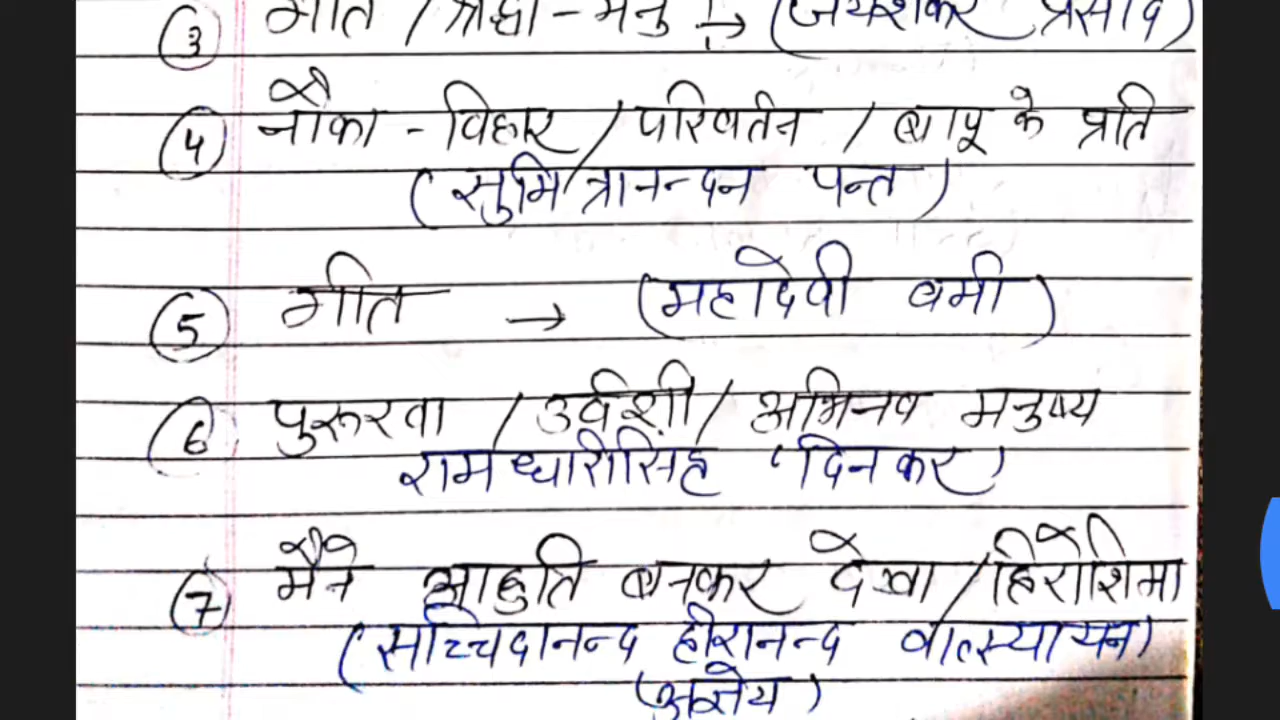 ③ गीत / श्रद्धा - मनु → (जयशंकर प्रसाद)
④ नौका - विहार / परिवर्तन / बापू के प्रति
( सुमित्रानन्दन पन्त )
⑤ गीत → (महादेवी वर्मा)
⑥ पुरूरवा / उर्वशी / अभिनव मनुष्य
रामधारीसिंह 'दिनकर'
⑦ मैंने आहुति बनकर देखा / हिरोशिमा
(सच्चिदानन्द हीरानन्द वात्स्यायन)
(अज्ञेय)